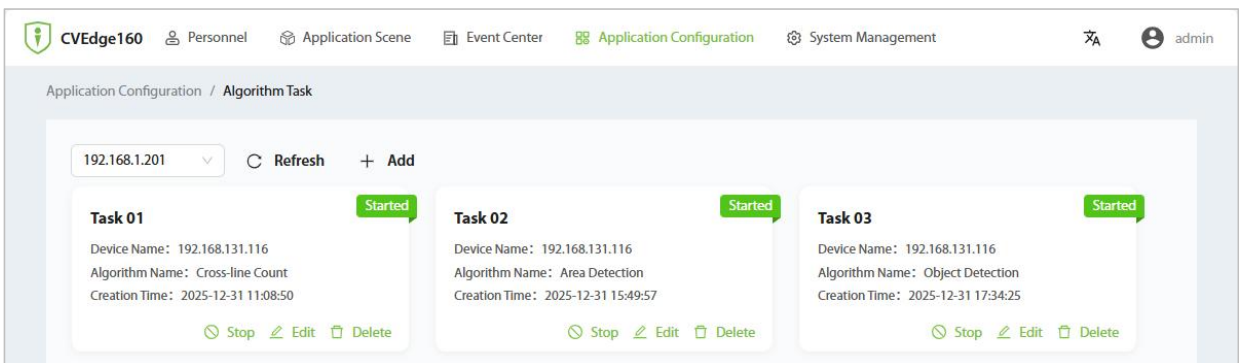 CVEdge160 Personnel Application Scene Event Center Application Configuration System Management admin
Application Configuration / Algorithm Task
192.168.1.201 Refresh + Add
Started Started Started
Task 01 Task 02 Task 03
Device Name: 192.168.131.116 Device Name: 192.168.131.116 Device Name: 192.168.131.116
Algorithm Name: Cross-line Count Algorithm Name: Area Detection Algorithm Name: Object Detection
Creation Time: 2025-12-31 11:08:50 Creation Time: 2025-12-31 15:49:57 Creation Time: 2025-12-31 17:34:25
Stop Edit Delete Stop Edit Delete Stop Edit Delete